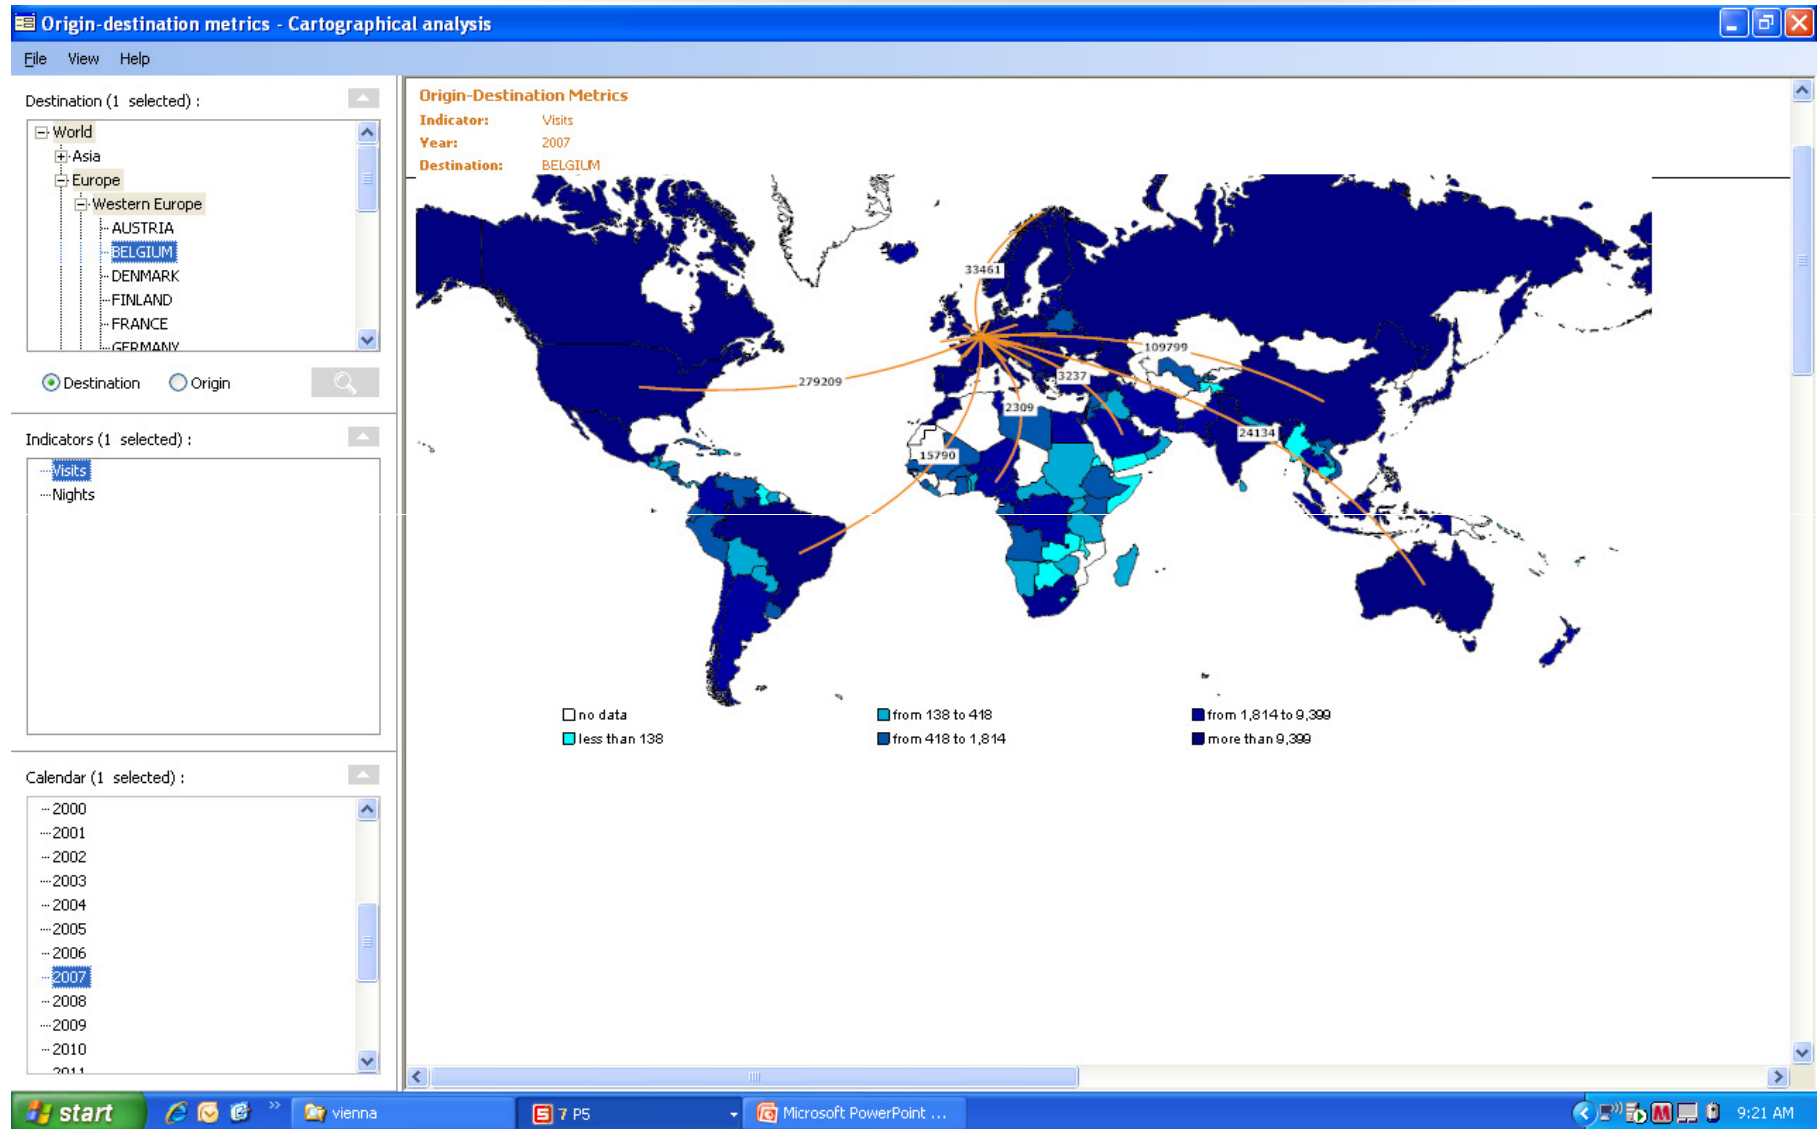 Origin-destination metrics - Cartographical analysis
File View Help
Destination (1 selected) :
World
Asia
Europe
Western Europe
AUSTRIA
BELGIUM
DENMARK
FINLAND
FRANCE
GERMANY
Destination Origin
Indicators (1 selected) :
Visits
Nights
Calendar (1 selected) :
2000
2001
2002
2003
2004
2005
2006
2007
2008
2009
2010
2011
Origin-Destination Metrics
Indicator: Visits
Year: 2007
Destination: BELGIUM
33461
109799
279209
3237
2309
24134
15790
no data from 138 to 418 from 1,814 to 9,399
less than 138 from 418 to 1,814 more than 9,399
start vienna 7 P5 Microsoft PowerPoint ... 9:21 AM